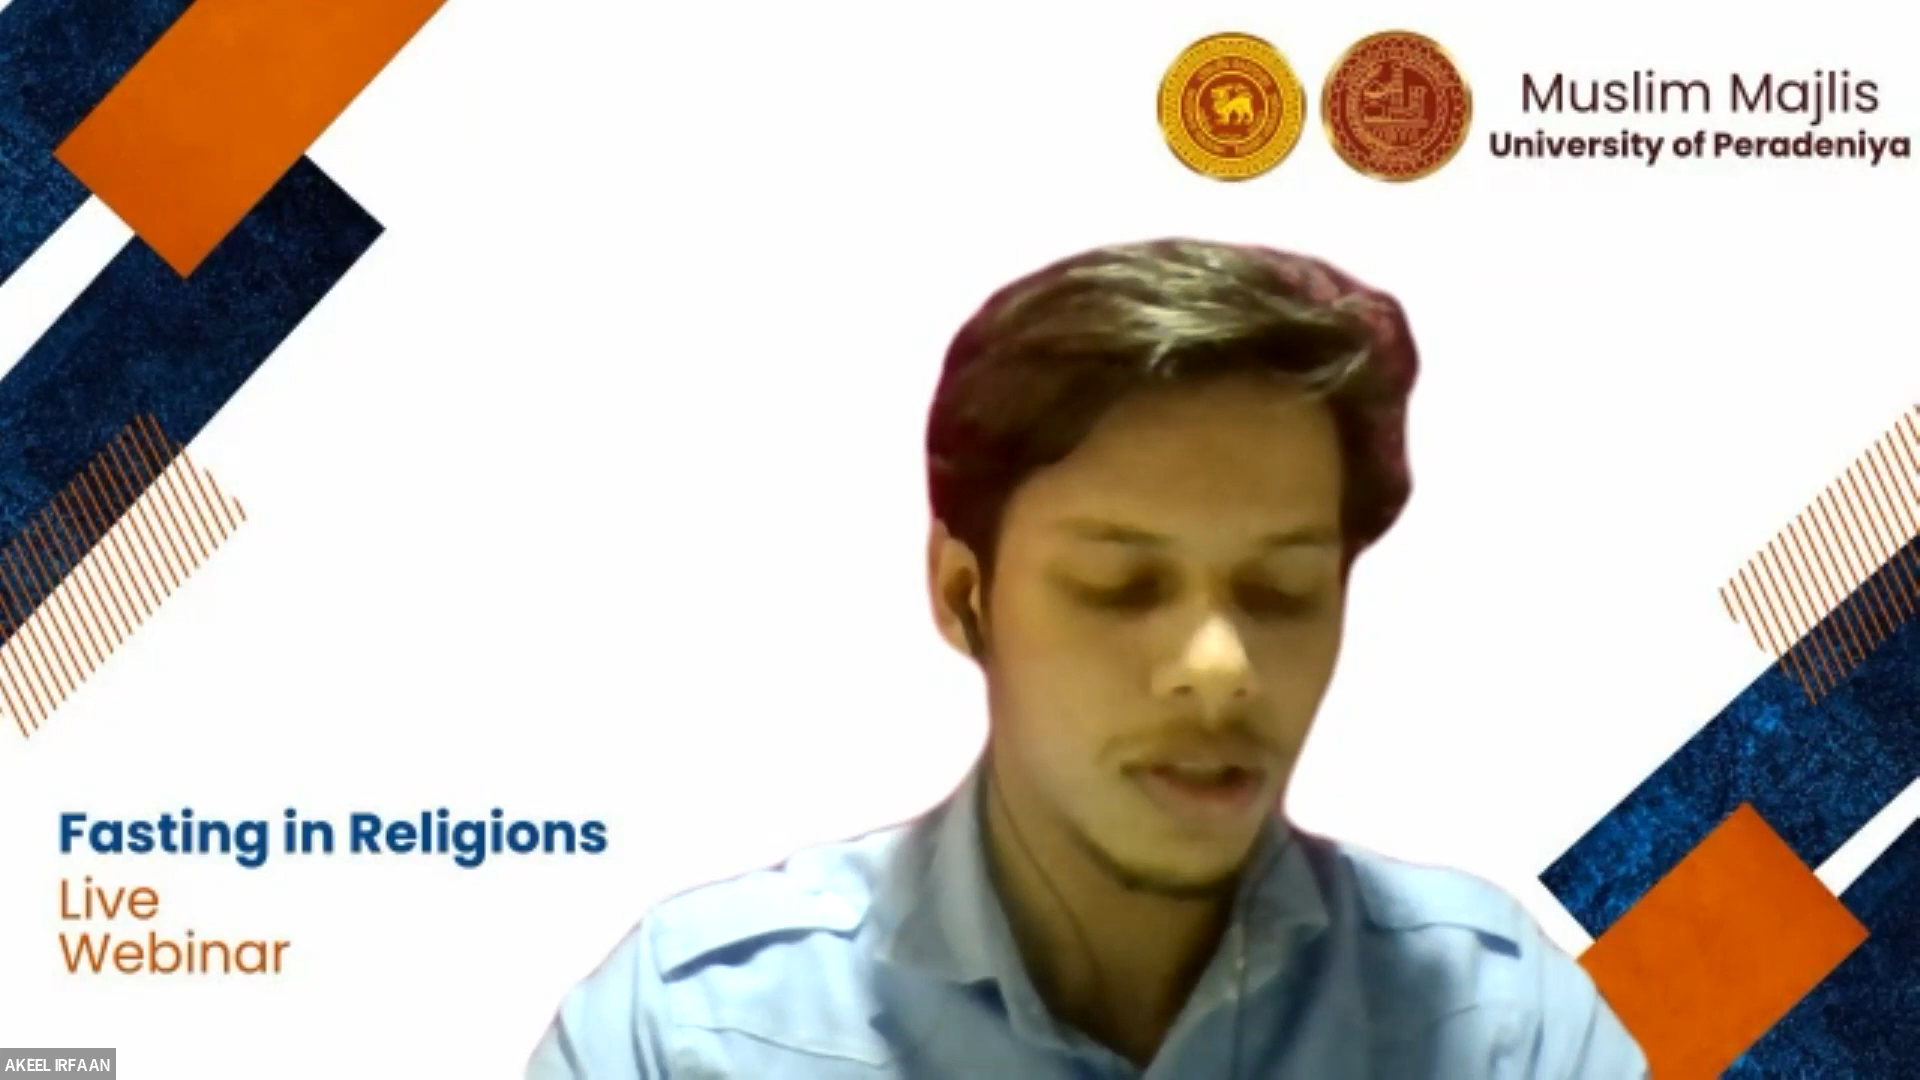 Muslim Majlis
University of Peradeniya
Fasting in Religions
Live
Webinar
AKEEL IRFAAN